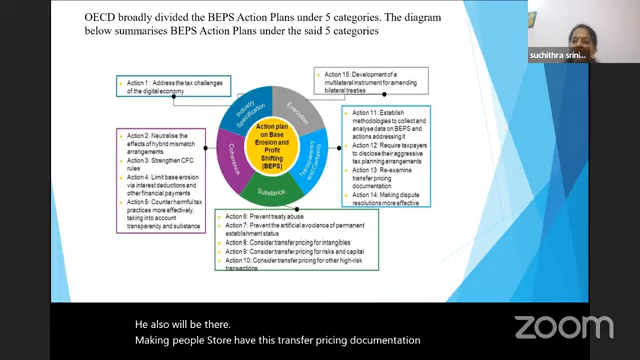 OECD broadly divided the BEPS Action Plans under 5 categories. The diagram
below summarises BEPS Action Plans under the said 5 categories
suchithra srini...
Action 1 : Address the tax challenges
of the digital economy
Action 15: Development of a
multilateral instrument for amending
bilateral treaties
Industry Specification
Executive
Coherence
Transparency and Certainty
Substance
Action plan
on Base
Erosion and
Profit
Shifting
(BEPS)
Action 2: Neutralise the
effects of hybrid mismatch
arrangements
Action 3: Strengthen CFC
rules
Action 4: Limit base erosion
via interest deductions and
other financial payments
Action 5: Counter harmful tax
practices more effectively,
taking into account
transparency and substance
Action 11: Establish
methodologies to collect and
analyse data on BEPS and
actions addressing it
Action 12: Require taxpayers to
disclose their aggressive
tax planning arrangements
Action 13: Re-examine
transfer pricing
documentation
Action 14: Making dispute
resolutions more effective
Action 6: Prevent treaty abuse
Action 7: Prevent the artificial avoidance of permanent
establishment status
Action 8: Consider transfer pricing for intangibles
Action 9: Consider transfer pricing for risks and capital
Action 10: Consider transfer pricing for other high-risk
transactions
He also will be there.
Making people Store have this transfer pricing documentation
zoom